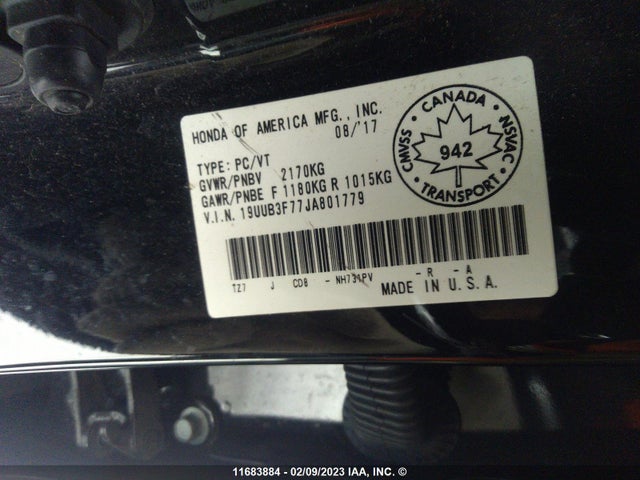 HONDA OF AMERICA MFG., INC.
08/'17
TYPE: PC/VT
GVWR/PNBV 2170KG
GAWR/PNBE F 1180KG R 1015KG
V.I.N. 19UUB3F77JA801779
CANADA
CMVSS
942
NSVAC
TRANSPORT
TZ7 J CD8 - NH731PV - R - A
MADE IN U.S.A.
11683884 - 02/09/2023 IAA, INC. ©